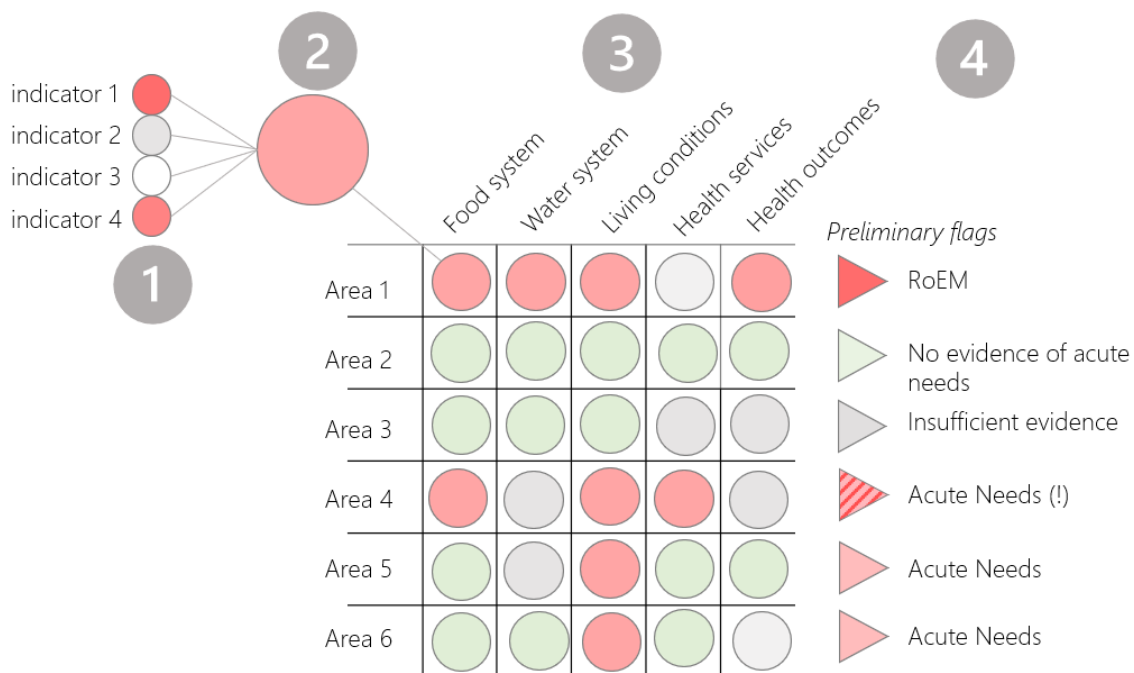 2
3
4
indicator 1
indicator 2
indicator 3
indicator 4
1
Food system
Water system
Living conditions
Health services
Health outcomes
Preliminary flags
Area 1
RoEM
Area 2
No evidence of acute
needs
Area 3
Insufficient evidence
Area 4
Acute Needs (!)
Area 5
Acute Needs
Area 6
Acute Needs